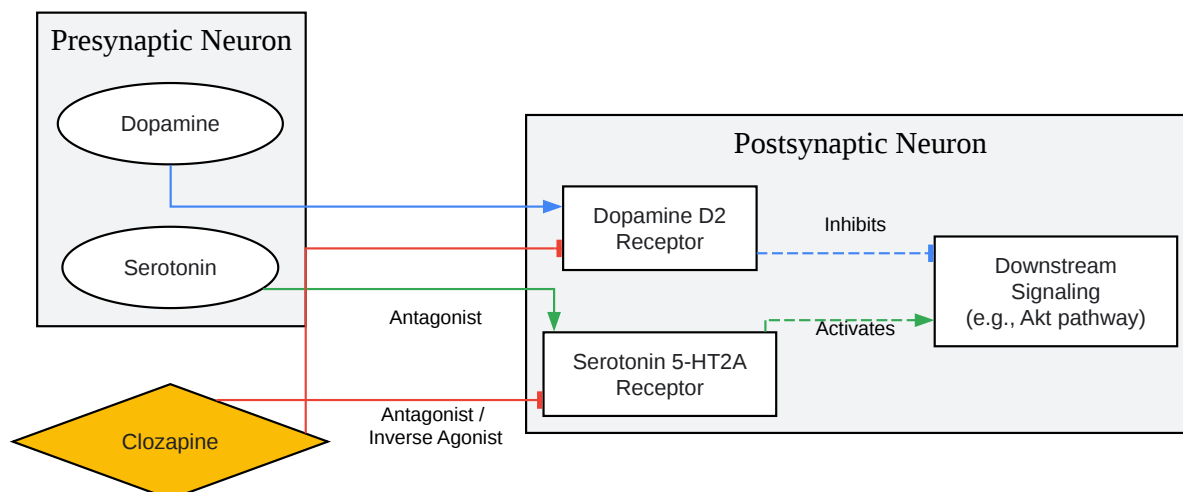 Presynaptic Neuron
Dopamine
Serotonin
Clozapine
Antagonist
Antagonist /
Inverse Agonist
Postsynaptic Neuron
Dopamine D2
Receptor
Serotonin 5-HT2A
Receptor
Inhibits
Activates
Downstream
Signaling
(e.g., Akt pathway)